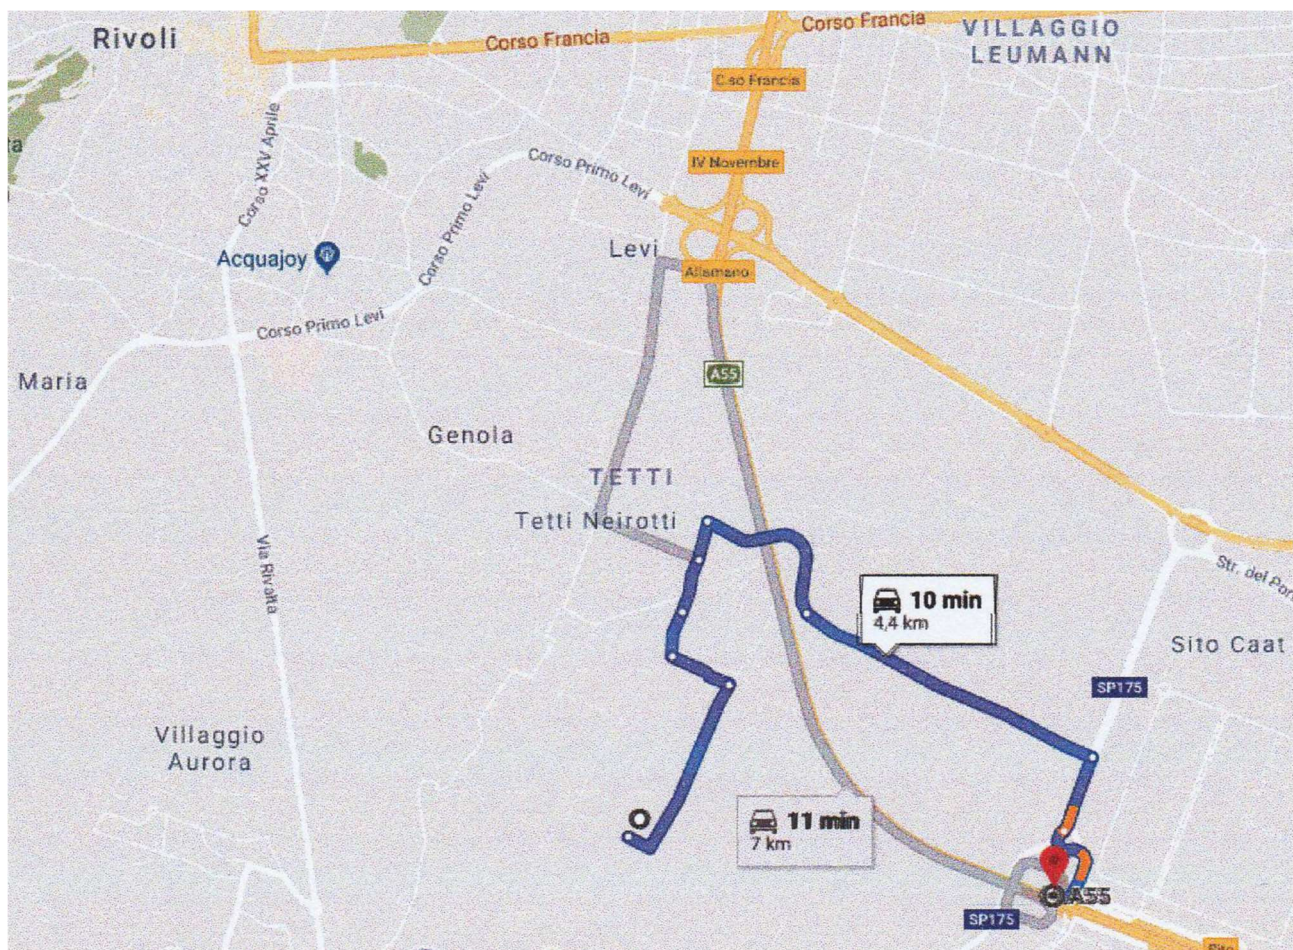 Rivoli
Corso Francia
Corso Francia
VILLAGGIO
LEUMANN
C.so Francia
IV Novembre
Corso XXV Aprile
Corso Primo Levi
Corso Primo Levi
Levi
Acquajoy
Allamano
Corso Primo Levi
Maria
A55
Genola
TETTI
Tetti Neirotti
Via Rivalta
Str. del Port
10 min
4,4 km
Sito Caat
SP175
Villaggio
Aurora
11 min
7 km
A55
SP175
Sito